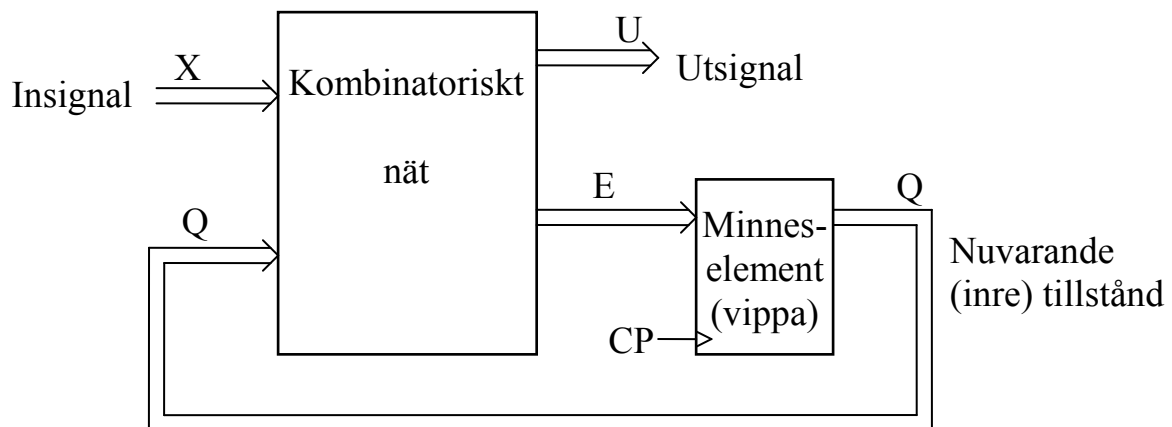 X
Insignal
Kombinatoriskt
nät
U
Utsignal
Q
E
Minnes-
element
(vippa)
CP
Q
Nuvarande
(inre) tillstånd